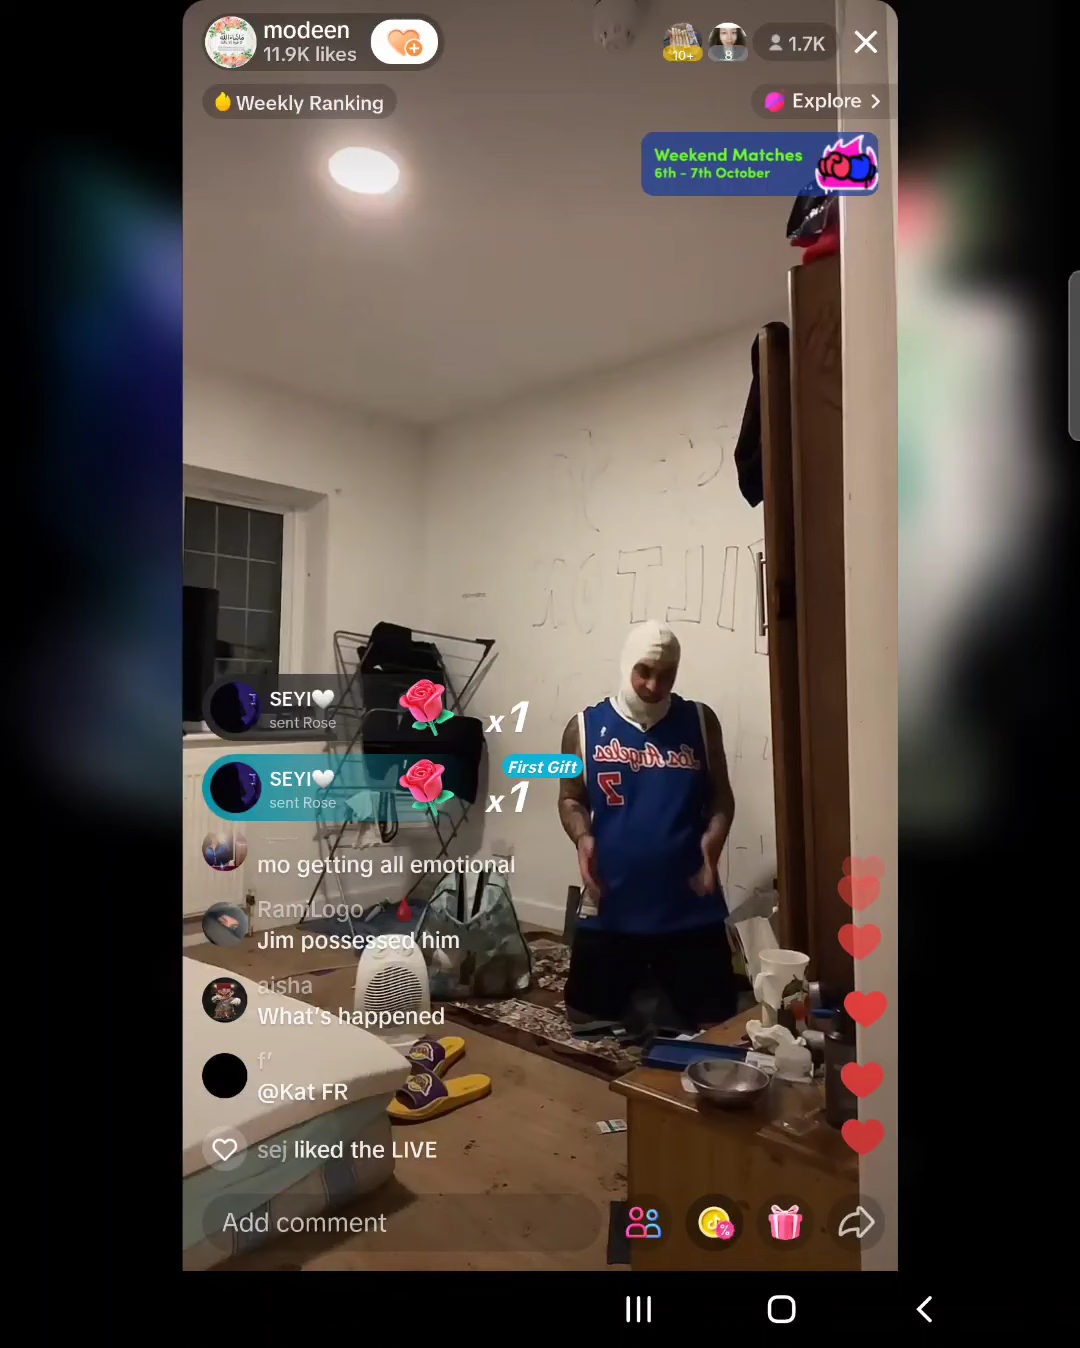 modeen
11.9K likes
10+
8
1.7K
Weekly Ranking
Explore >
Weekend Matches
6th - 7th October
Los Angeles
7
SEYI🤍
sent Rose
x1
First Gift
SEYI🤍
sent Rose
x1
mo getting all emotional
RamiLogo
Jim possessed him
aisha
What's happened
f'
@Kat FR
sej liked the LIVE
Add comment